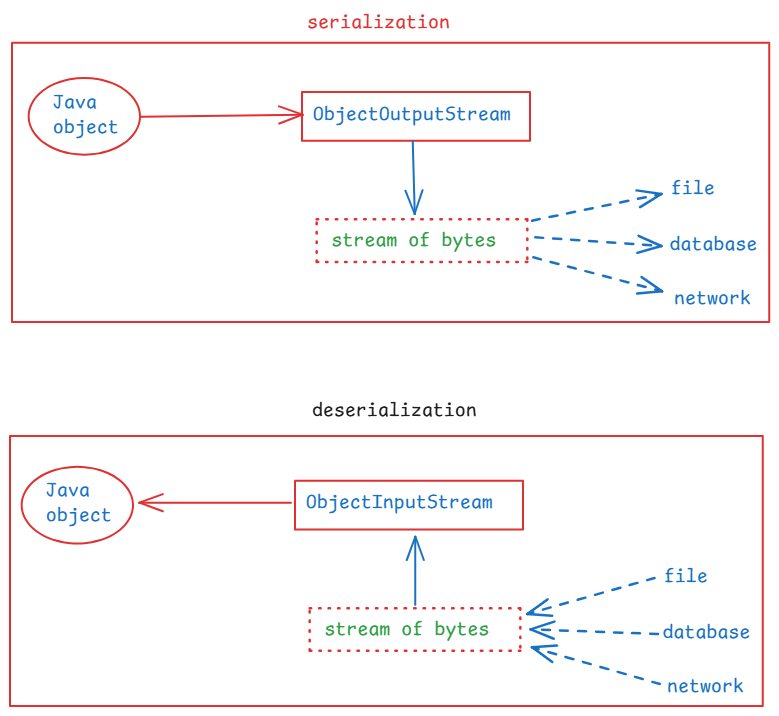 serialization
Java
object
ObjectOutputStream
file
stream of bytes
database
network
deserialization
Java
object
ObjectInputStream
file
stream of bytes
database
network